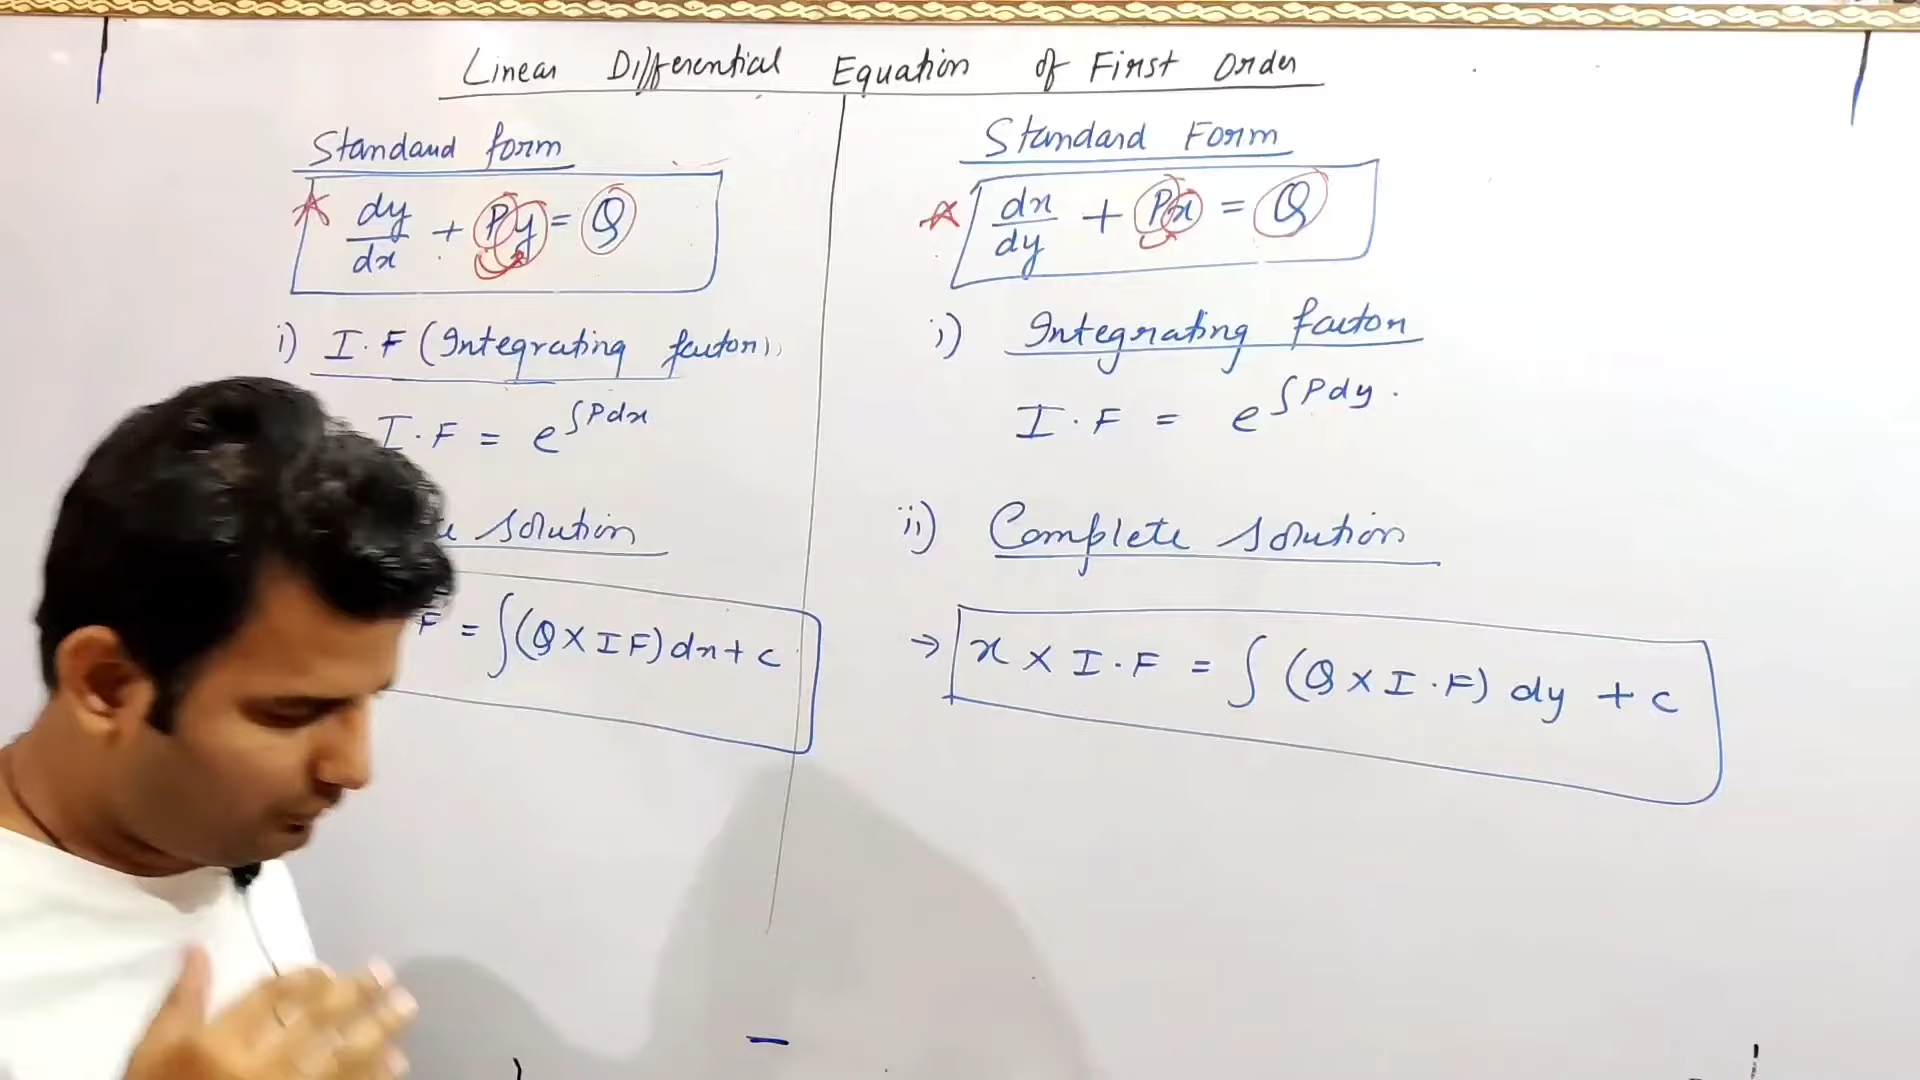 Linear Differential Equation of First Order
Standard form
dy/dx + Py = Q
i) I.F (Integrating factor)
I.F = e^∫Pdx
solution
F = ∫(Q×IF)dx+c
Standard Form
dx/dy + Px = Q
i) Integrating factor
I.F = e^∫Pdy.
ii) Complete solution
→ x × I.F = ∫(Q×I.F) dy + c